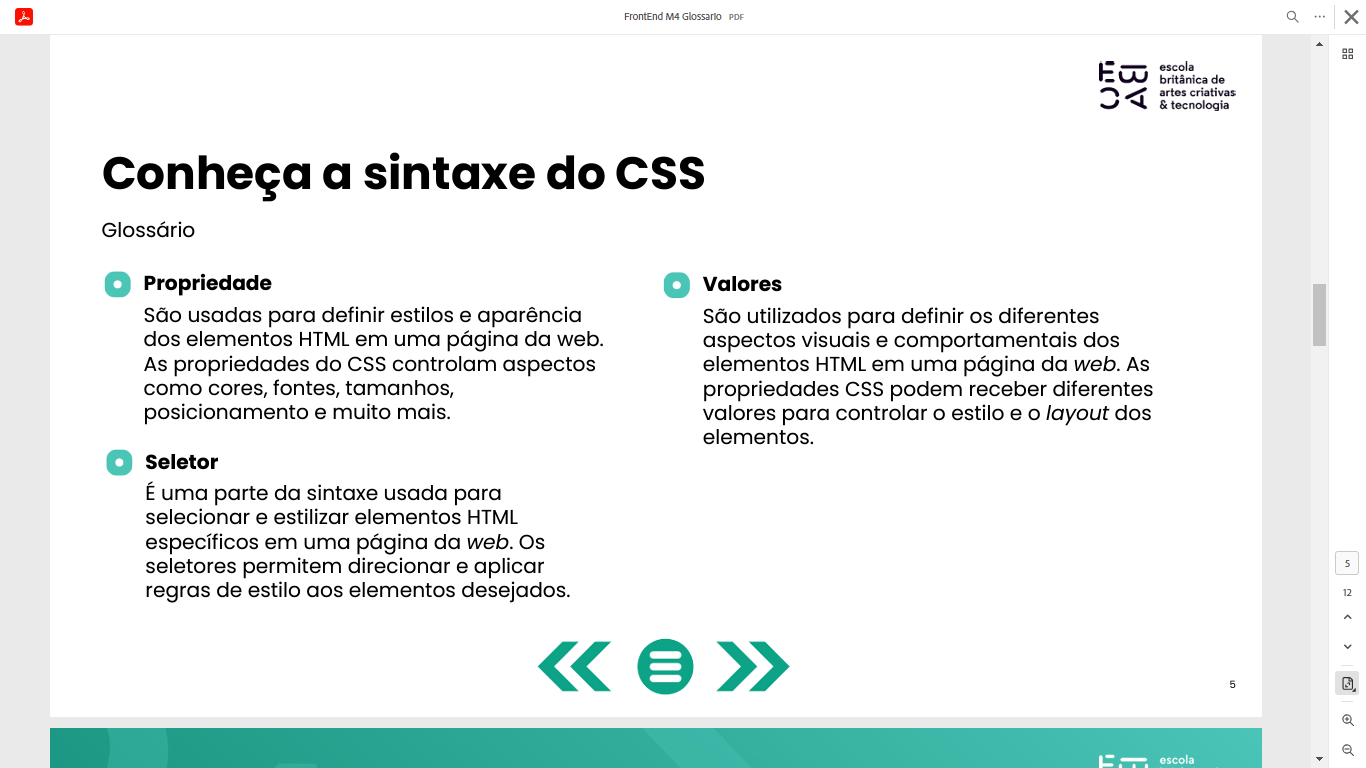 FrontEnd M4 Glossario PDF
escola
britânica de
artes criativas
& tecnologia
Conheça a sintaxe do CSS
Glossário
Propriedade
São usadas para definir estilos e aparência
dos elementos HTML em uma página da web.
As propriedades do CSS controlam aspectos
como cores, fontes, tamanhos,
posicionamento e muito mais.
Seletor
É uma parte da sintaxe usada para
selecionar e estilizar elementos HTML
específicos em uma página da web. Os
seletores permitem direcionar e aplicar
regras de estilo aos elementos desejados.
Valores
São utilizados para definir os diferentes
aspectos visuais e comportamentais dos
elementos HTML em uma página da web. As
propriedades CSS podem receber diferentes
valores para controlar o estilo e o layout dos
elementos.
5
5
12
escola